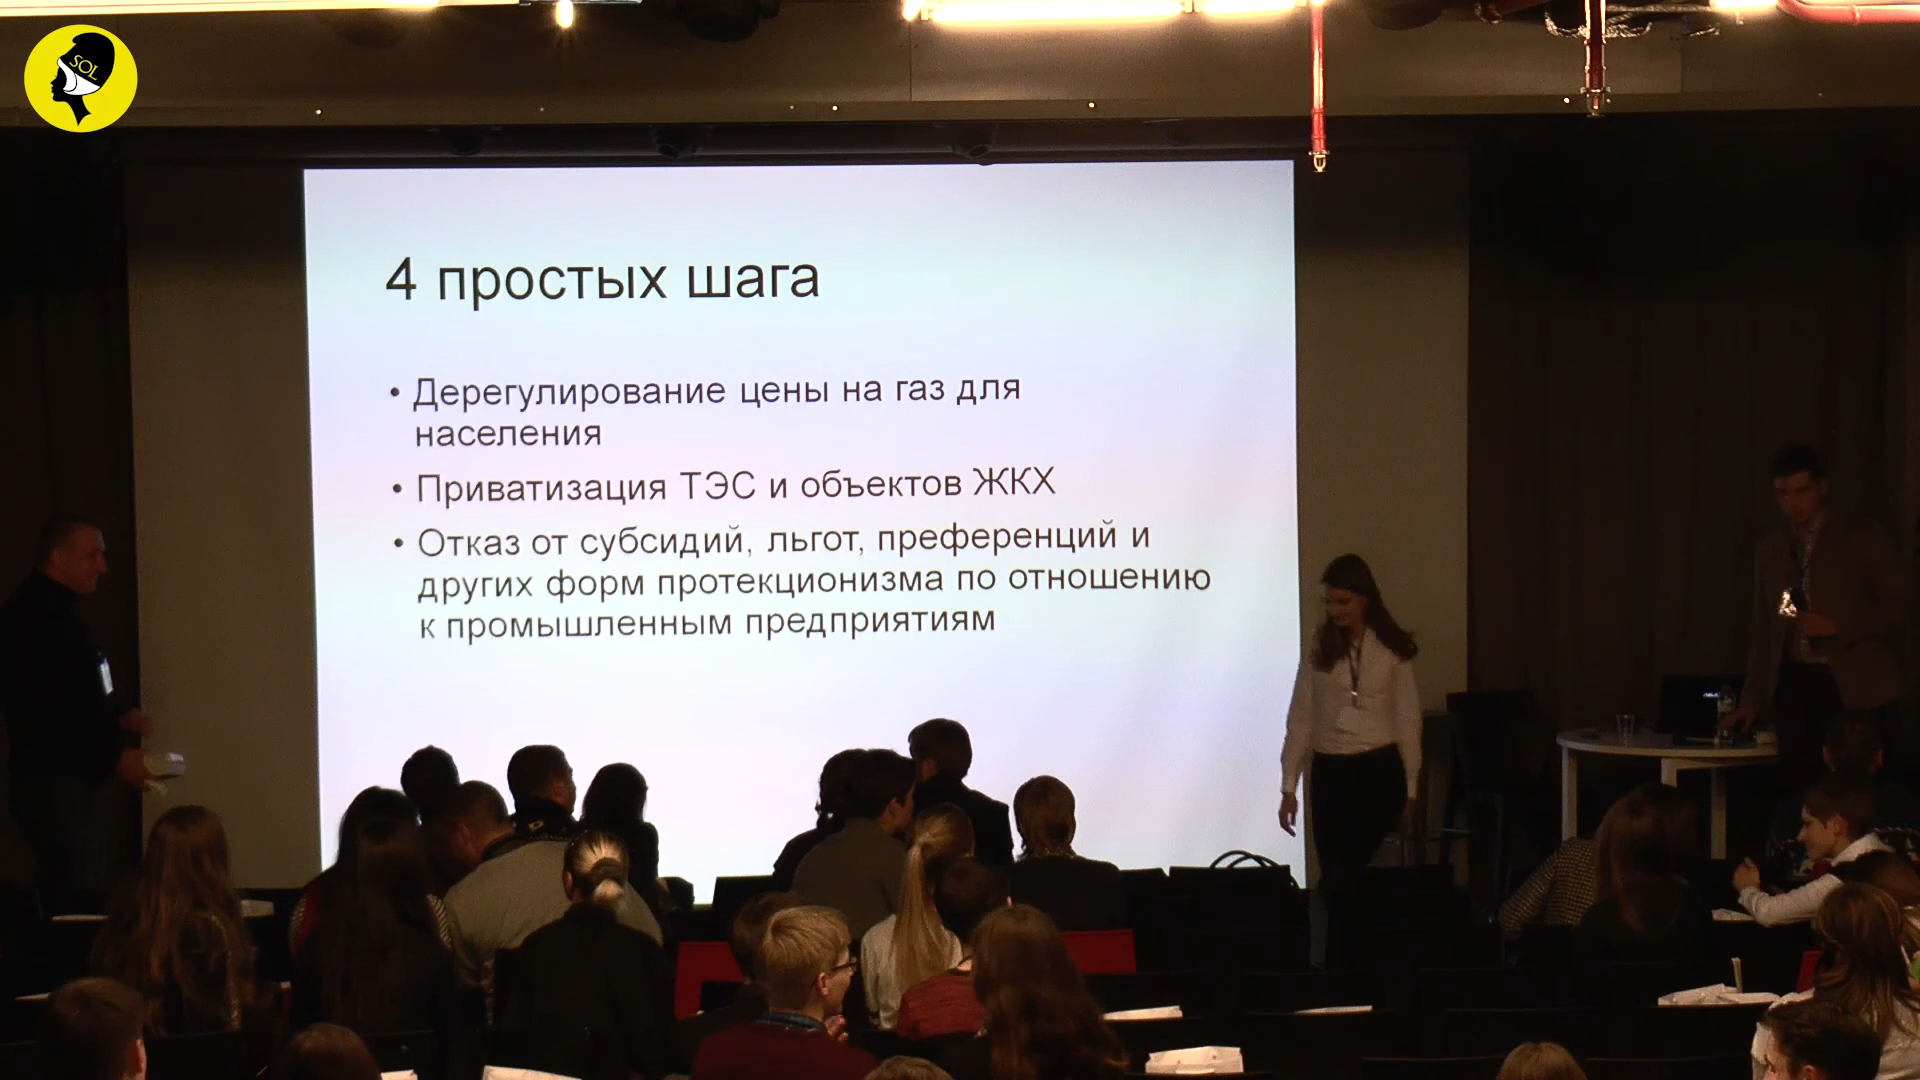 SOL
4 простых шага
• Дерегулирование цены на газ для
населения
• Приватизация ТЭС и объектов ЖКХ
• Отказ от субсидий, льгот, преференций и
других форм протекционизма по отношению
к промышленным предприятиям